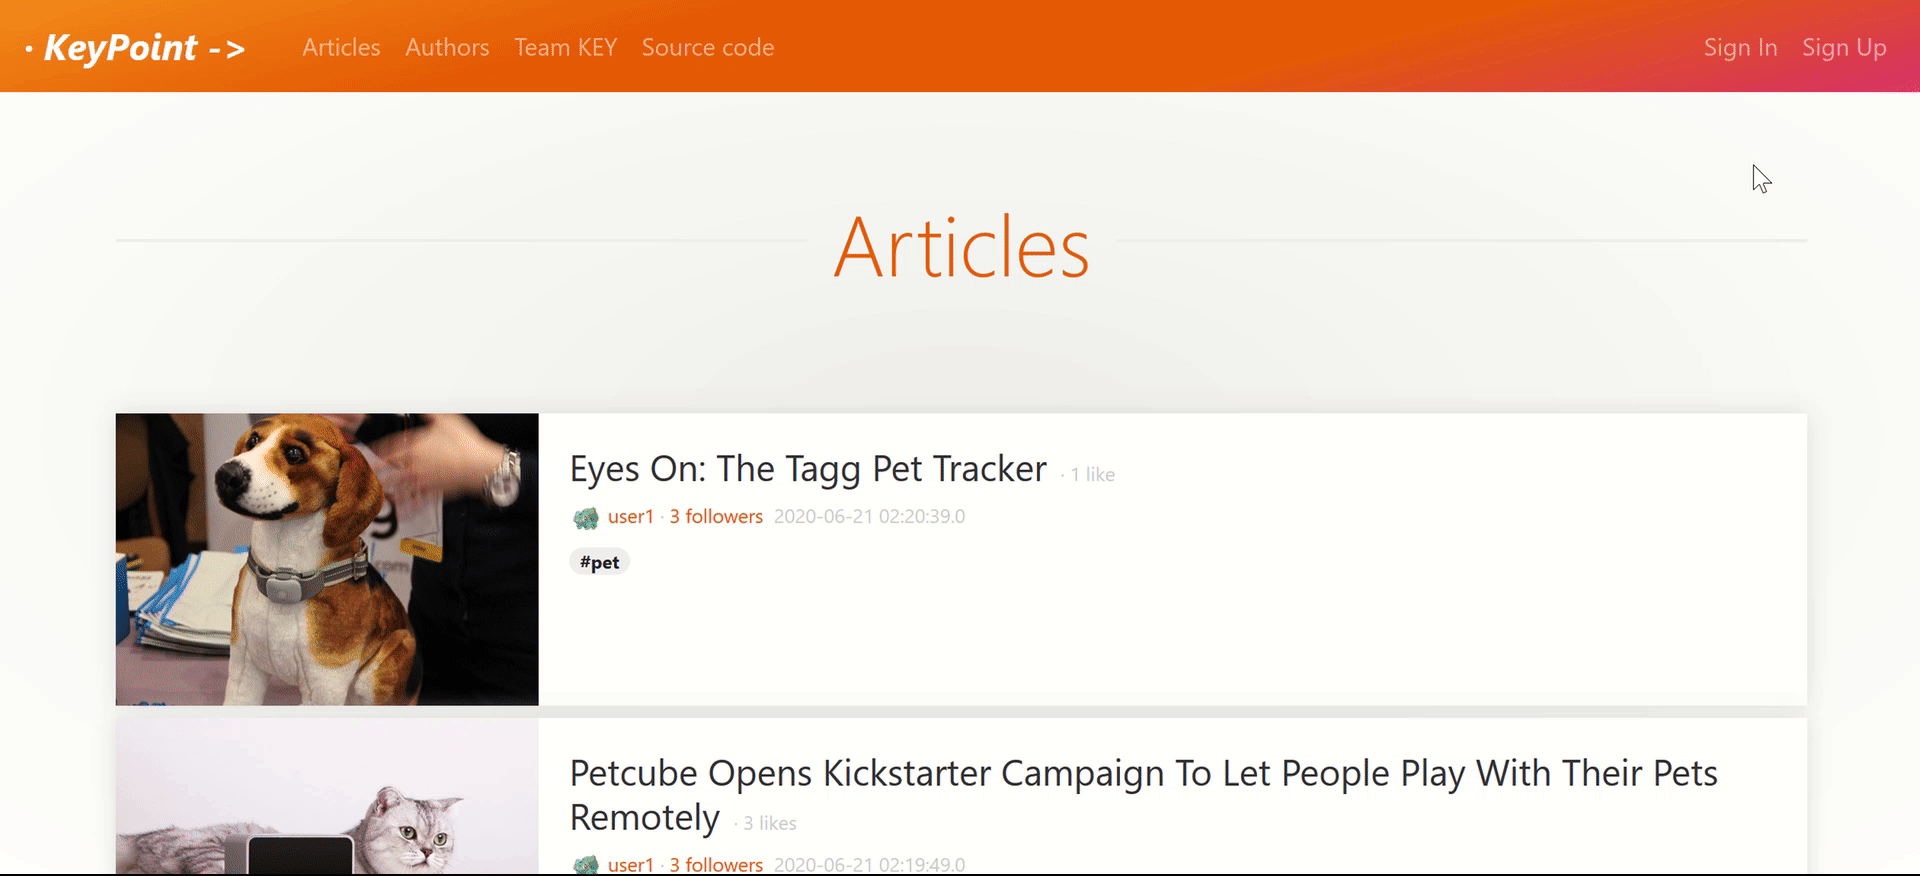 · KeyPoint -> Articles Authors Team KEY Source code Sign In Sign Up
Articles
Eyes On: The Tagg Pet Tracker · 1 like
user1 · 3 followers 2020-06-21 02:20:39.0
#pet
Petcube Opens Kickstarter Campaign To Let People Play With Their Pets
Remotely · 3 likes
user1 · 3 followers 2020-06-21 02:19:49.0